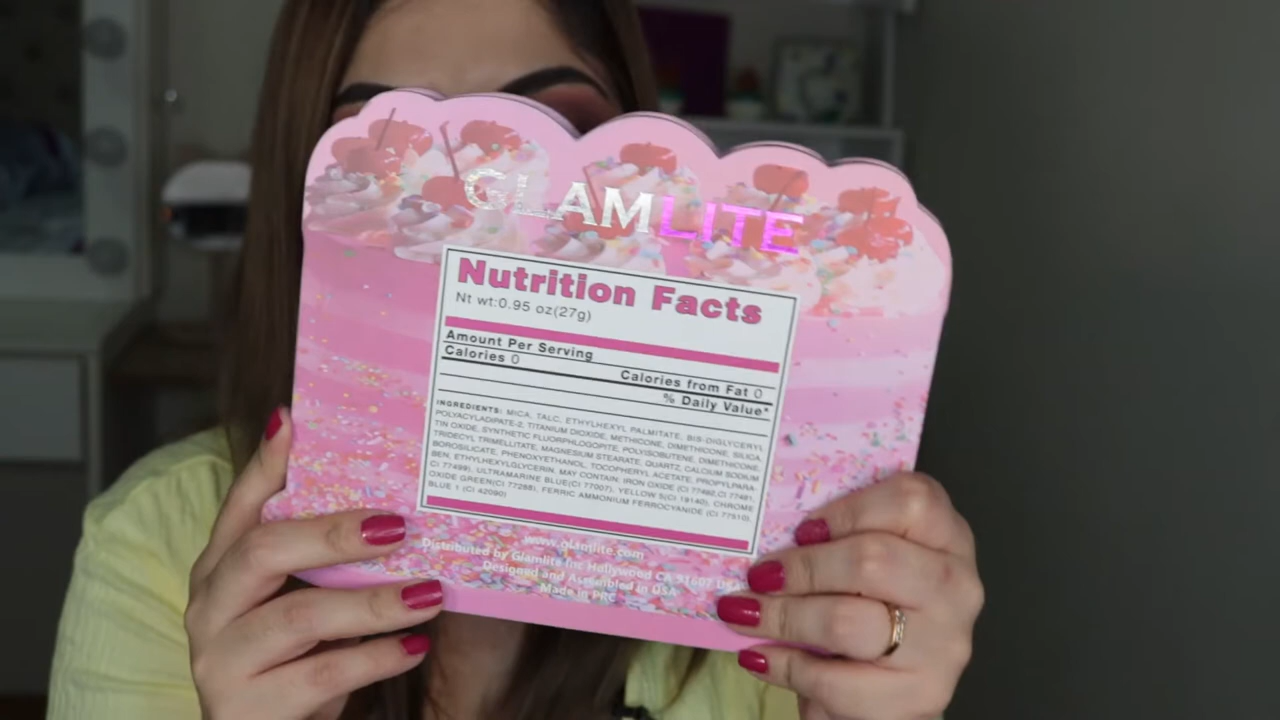 GLAMLITE
Nutrition Facts
Nt wt:0.95 oz(27g)
Amount Per Serving
Calories 0
Calories from Fat 0
% Daily Value*
INGREDIENTS: MICA, TALC, ETHYLHEXYL PALMITATE, BIS-DIGLYCERYL
POLYACYLADIPATE-2, TITANIUM DIOXIDE, METHICONE, DIMETHICONE, SILICA,
TIN OXIDE, SYNTHETIC FLUORPHLOGOPITE, POLYISOBUTENE, DIMETHICONE,
TRIDECYL TRIMELLITATE, MAGNESIUM STEARATE, QUARTZ, CALCIUM SODIUM
BOROSILICATE, PHENOXYETHANOL, TOCOPHERYL ACETATE, PROPYLPARA-
BEN, ETHYLHEXYLGLYCERIN. MAY CONTAIN: IRON OXIDE (CI 77492,CI 77491,
CI 77499), ULTRAMARINE BLUE(CI 77007), YELLOW 5(CI 19140), CHROME
OXIDE GREEN(CI 77288), FERRIC AMMONIUM FERROCYANIDE (CI 77510),
BLUE 1 (CI 42090)
www.glamlite.com
Distributed by Glamlite Inc Hollywood CA 91607 USA
Designed and Assembled in USA
Made in PRC